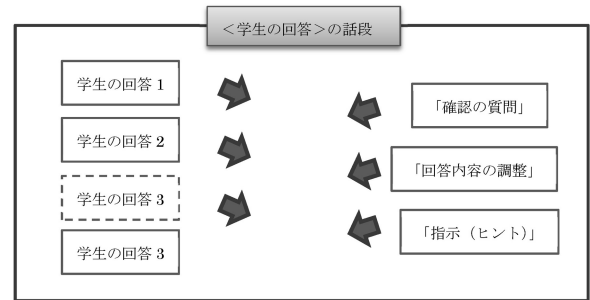 ＜学生の回答＞の話段
学生の回答 1
学生の回答 2
学生の回答 3
学生の回答 3
「確認の質問」
「回答内容の調整」
「指示（ヒント）」